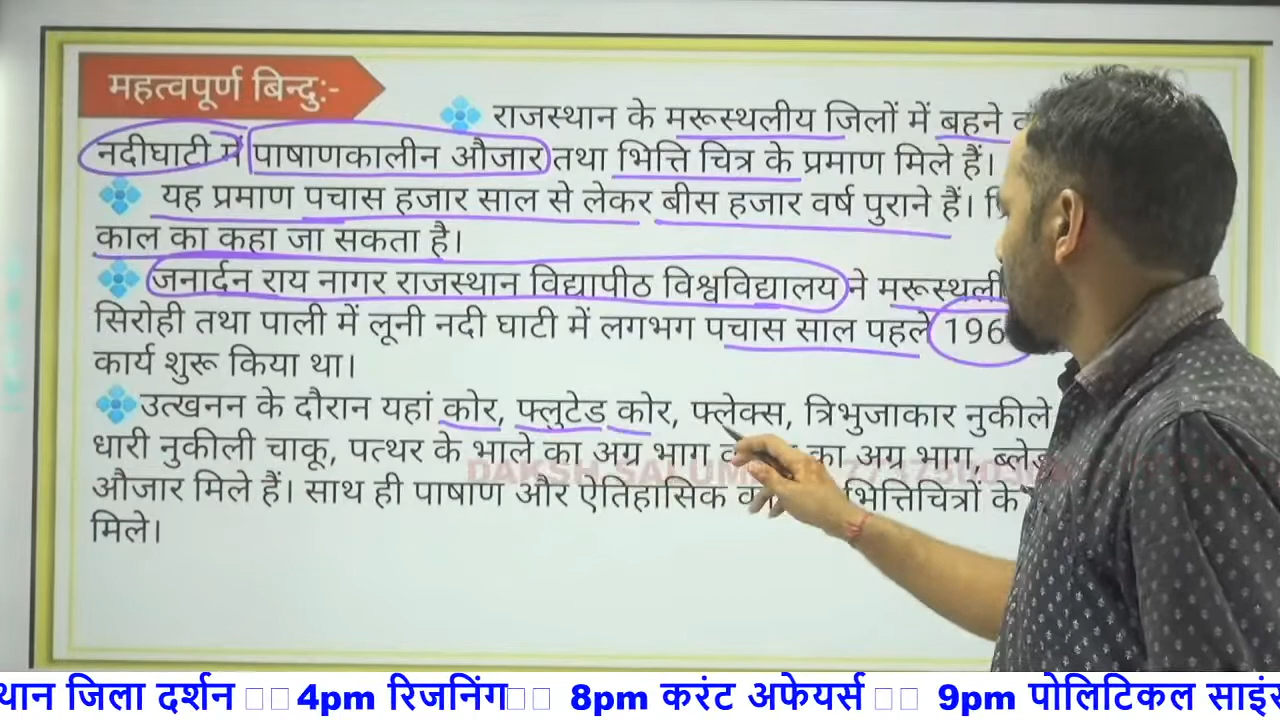 महत्वपूर्ण बिन्दु:-
राजस्थान के मरूस्थलीय जिलों में बहने
नदीघाटी में पाषाणकालीन औजार तथा भित्ति चित्र के प्रमाण मिले हैं।
यह प्रमाण पचास हजार साल से लेकर बीस हजार वर्ष पुराने हैं।
काल का कहा जा सकता है।
जनार्दन राय नागर राजस्थान विद्यापीठ विश्वविद्यालय ने मरूस्थली
सिरोही तथा पाली में लूनी नदी घाटी में लगभग पचास साल पहले 196
कार्य शुरू किया था।
उत्खनन के दौरान यहां कोर, फ्लुटेड कोर, फ्लेक्स, त्रिभुजाकार नुकीले
धारी नुकीली चाकू, पत्थर के भाले का अग्र भाग का अग्र भाग,
औजार मिले हैं। साथ ही पाषाण और ऐतिहासिक भित्तिचित्रों के
मिले।
DAKSH
थान जिला दर्शन 4pm रिजनिंग 8pm करंट अफेयर्स 9pm पोलिटिकल साइंस